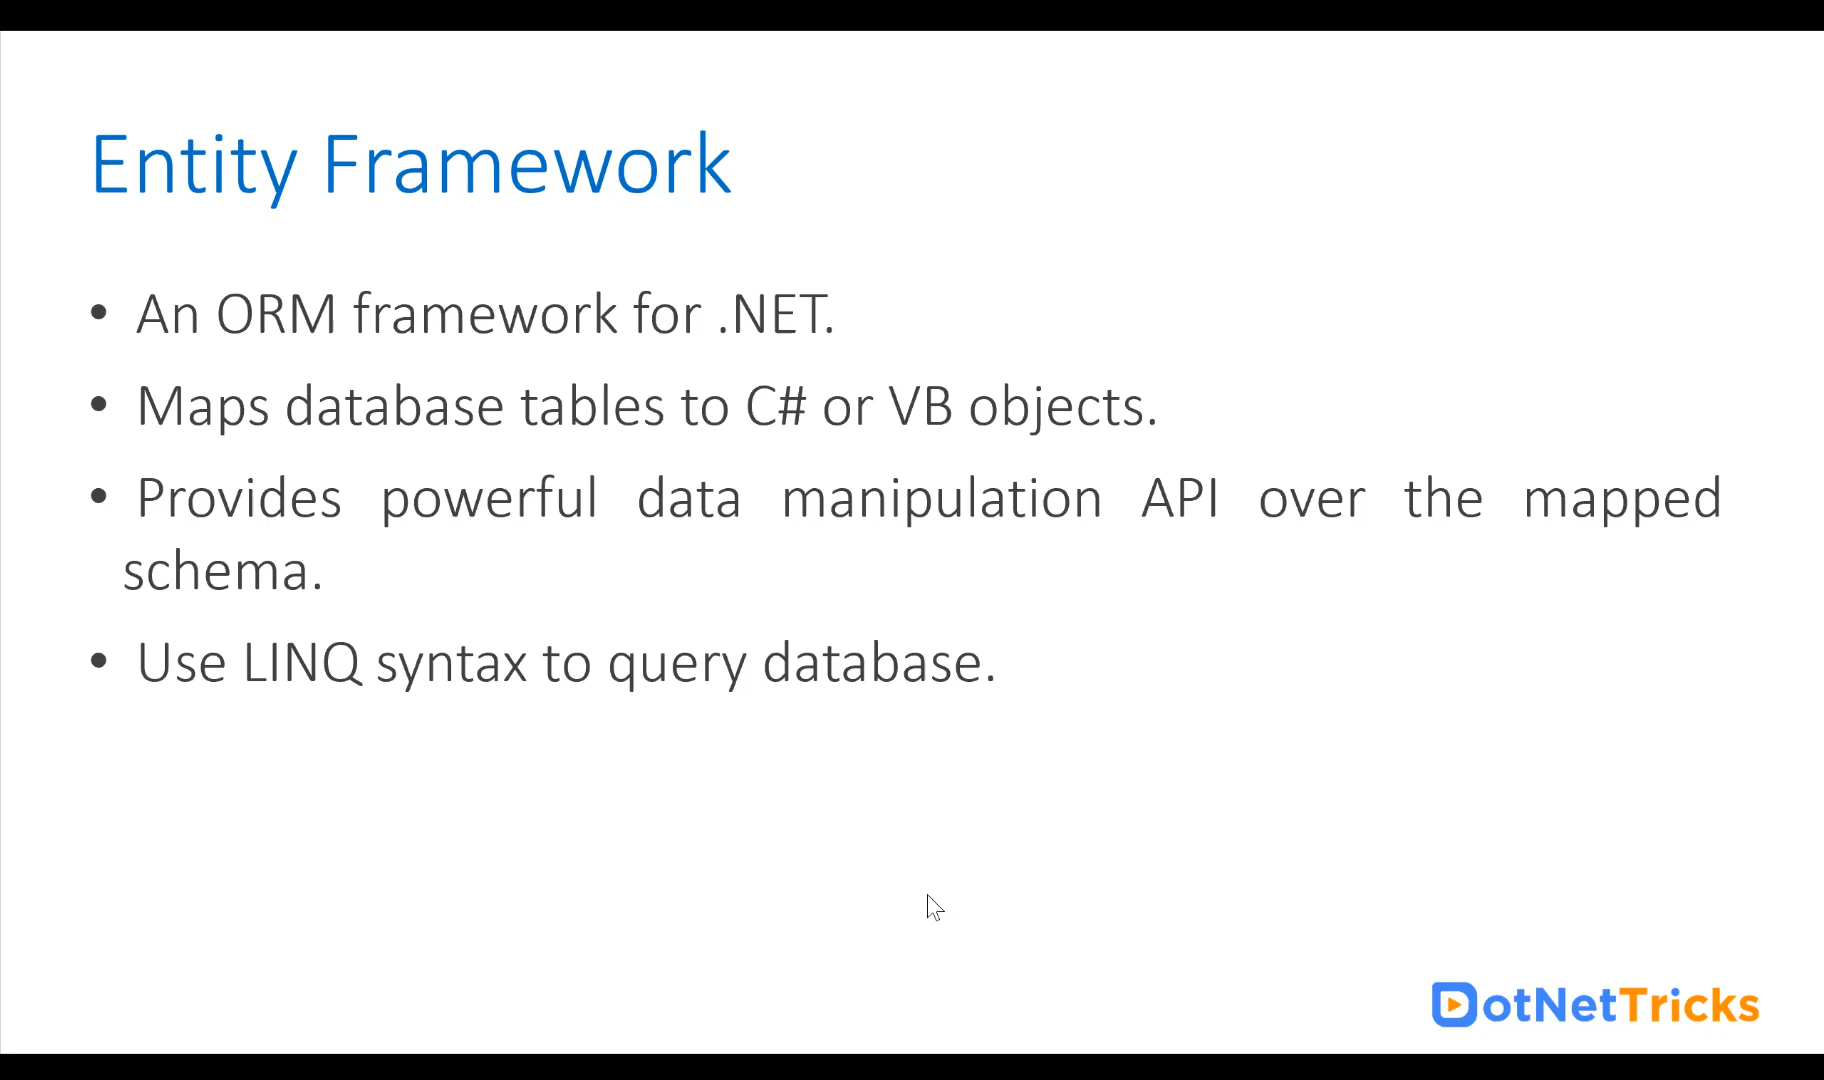 Entity Framework
• An ORM framework for .NET.
• Maps database tables to C# or VB objects.
• Provides powerful data manipulation API over the mapped
schema.
• Use LINQ syntax to query database.
DotNetTricks